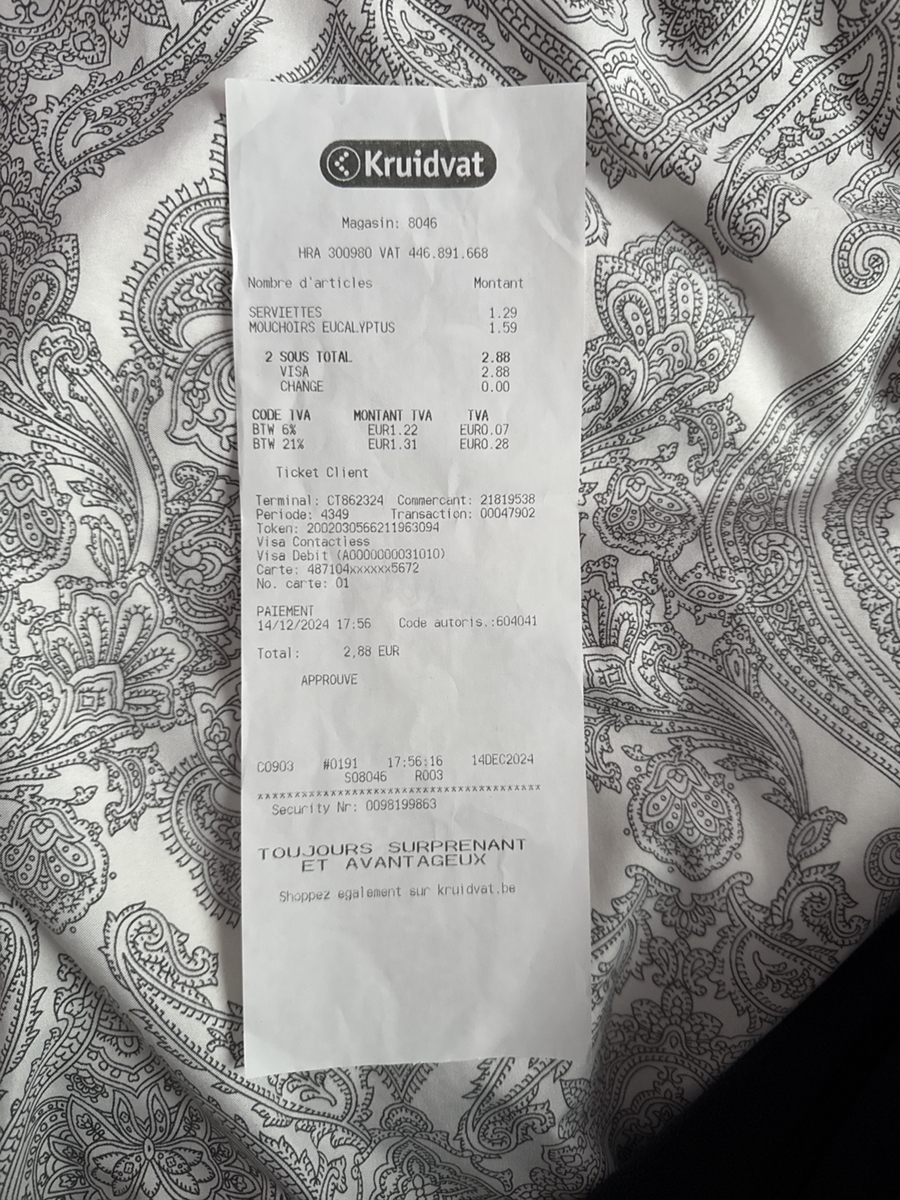 Kruidvat
Magasin: 8046
HRA 300980 VAT 446.891.668
Nombre d'articles Montant
SERVIETTES 1.29
MOUCHOIRS EUCALYPTUS 1.59
2 SOUS TOTAL 2.88
VISA 2.88
CHANGE 0.00
CODE TVA MONTANT TVA TVA
BTW 6% EUR1.22 EUR0.07
BTW 21% EUR1.31 EUR0.28
Ticket Client
Terminal: CT862324 Commercant: 21819538
Periode: 4349 Transaction: 00047902
Token: 2002030566211963094
Visa Contactless
Visa Debit (A0000000031010)
Carte: 487104xxxxxx5672
No. carte: 01
PAIEMENT
14/12/2024 17:56 Code autoris.:604041
Total: 2,88 EUR
APPROUVE
C0903 #0191 17:56:16 14DEC2024
S08046 R003
***************************************
Security Nr: 0098199863
TOUJOURS SURPRENANT
ET AVANTAGEUX
Shoppez egalement sur kruidvat.be